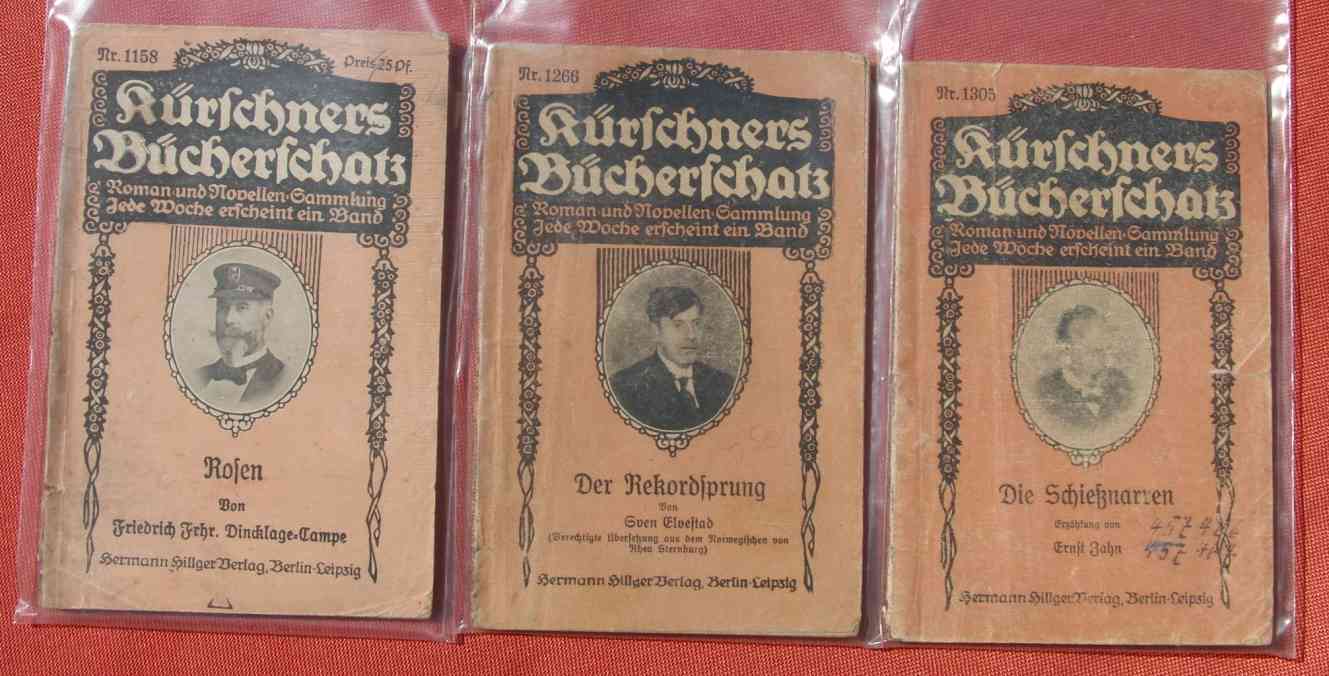 Nr. 1158
Preis 25 Pf.
Kürschners
Bücherschatz
Roman- und Novellen-Sammlung
Jede Woche erscheint ein Band
Rosen
Von
Friedrich Frhr. Dincklage-Campe
Hermann Hillger Verlag, Berlin-Leipzig
Nr. 1266
Kürschners
Bücherschatz
Roman- und Novellen-Sammlung
Jede Woche erscheint ein Band
Der Rekordsprung
Von
Sven Elvestad
(Berechtigte Übersetzung aus dem Norwegischen von
Rhea Sternburg)
Hermann Hillger Verlag, Berlin-Leipzig
Nr. 1305
Kürschners
Bücherschatz
Roman- und Novellen-Sammlung
Jede Woche erscheint ein Band
Die Schießnarren
Erzählung von
457
Ernst Zahn
457
Hermann Hillger Verlag, Berlin-Leipzig